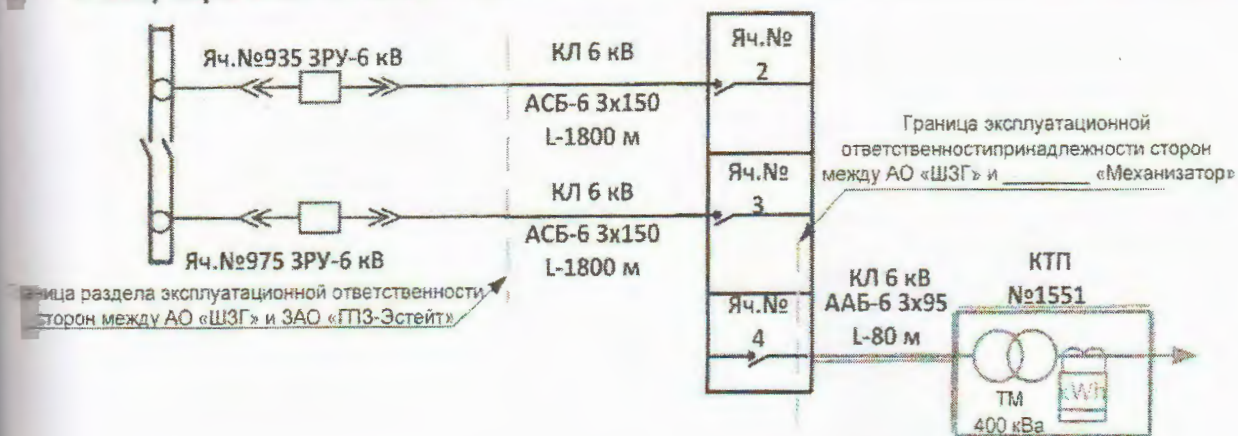 Яч.№935 ЗРУ-6 кВ
КЛ 6 кВ
АСБ-6 3х150
L-1800 м
Яч.№
2
Граница эксплуатационной
ответственностипринадлежности сторон
между АО «ШЗГ» и _________ «Механизатор»
Яч.№975 ЗРУ-6 кВ
КЛ 6 кВ
АСБ-6 3х150
L-1800 м
Яч.№
3
раздела эксплуатационной ответственности
сторон между АО «ШЗГ» и ЗАО «ГПЗ-Эстейт»
Яч.№
4
КЛ 6 кВ
ААБ-6 3х95
L-80 м
КТП
№1551
ТМ
400 кВа
kWh